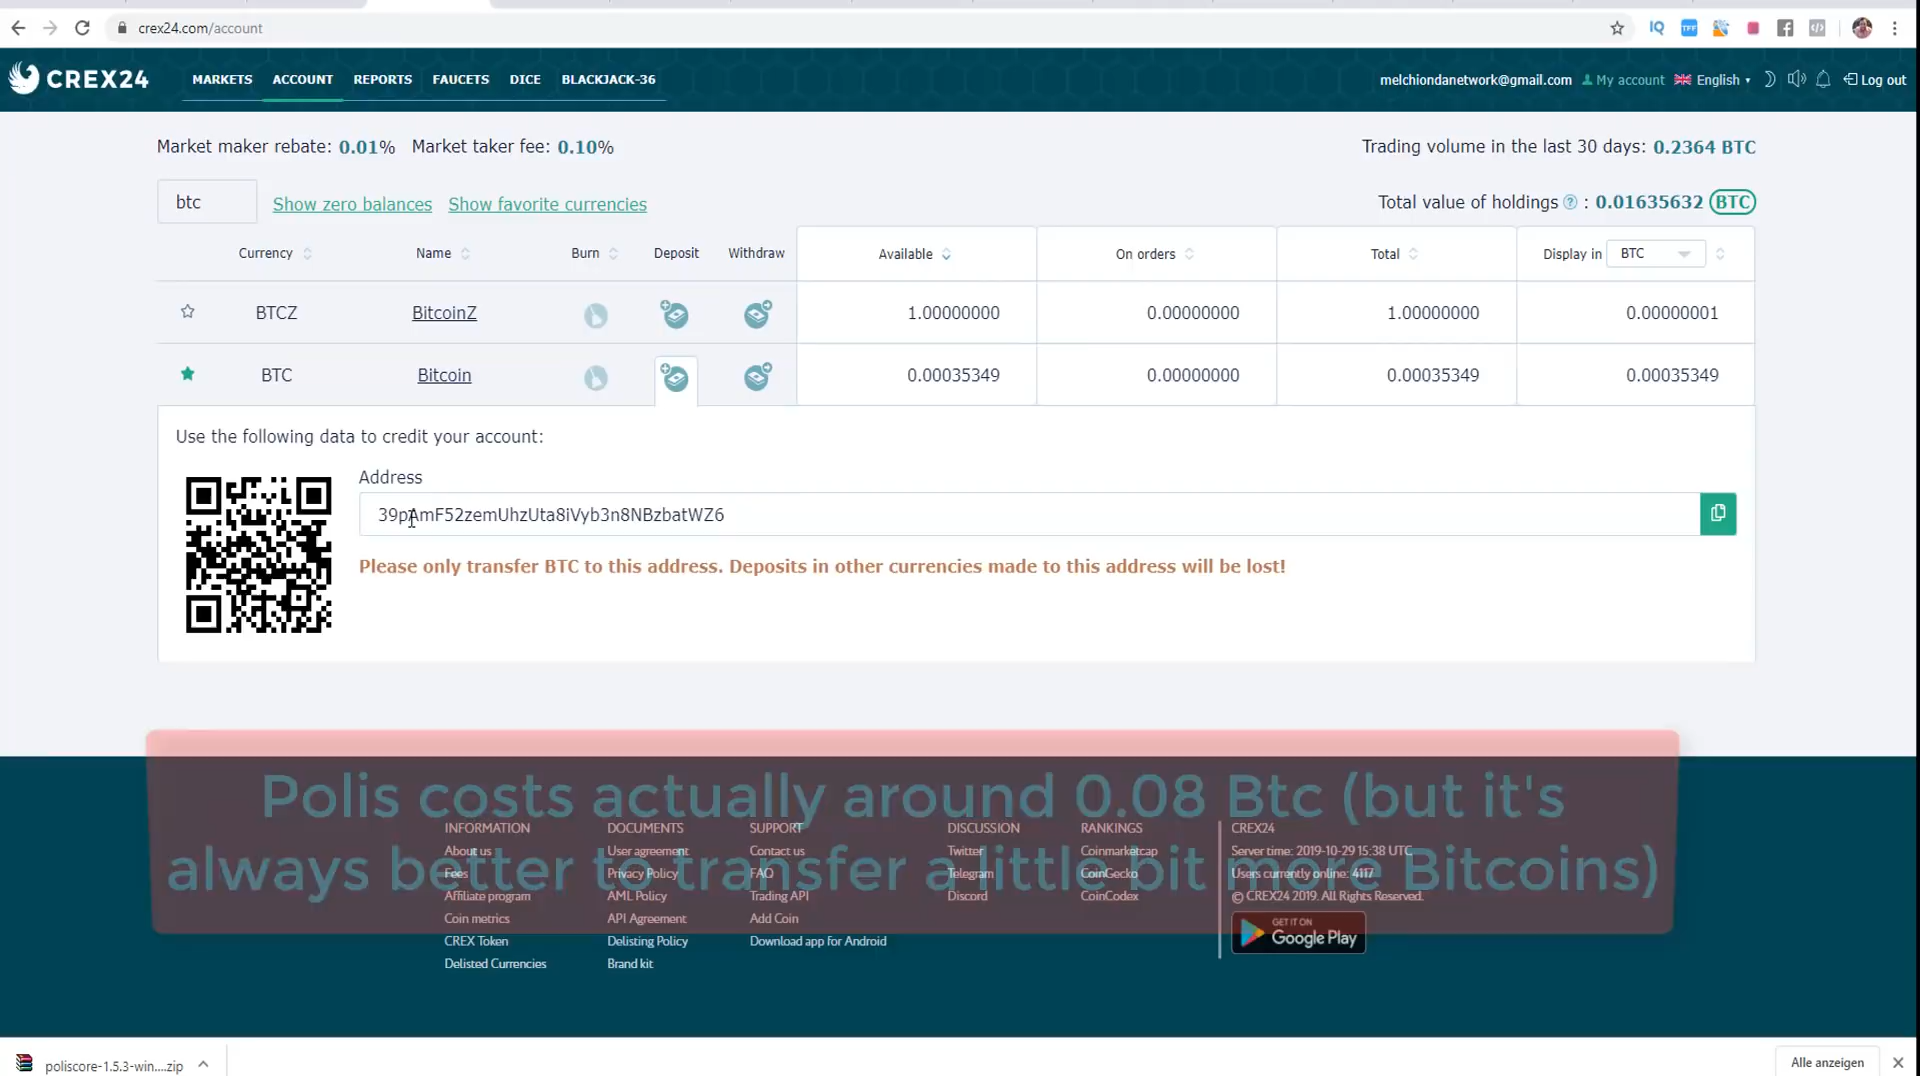 crex24.com/account
IQ
TFF
CREX24
MARKETS ACCOUNT REPORTS FAUCETS DICE BLACKJACK-36
melchiondanetwork@gmail.com My account English Log out
Market maker rebate: 0.01% Market taker fee: 0.10%
Trading volume in the last 30 days: 0.2364 BTC
btc Show zero balances Show favorite currencies
Total value of holdings ? : 0.01635632 BTC
Currency Name Burn Deposit Withdraw Available On orders Total Display in BTC
BTCZ BitcoinZ 1.00000000 0.00000000 1.00000000 0.00000001
BTC Bitcoin 0.00035349 0.00000000 0.00035349 0.00035349
Use the following data to credit your account:
Address
39pAmF52zemUhzUta8iVyb3n8NBzbatWZ6
Please only transfer BTC to this address. Deposits in other currencies made to this address will be lost!
Polis costs actually around 0.08 Btc (but it's
always better to transfer a little bit more Bitcoins)
INFORMATION DOCUMENTS SUPPORT DISCUSSION RANKINGS CREX24
About us User agreement Contact us Twitter Coinmarketcap Server time: 2019-10-29 15:38 UTC
Fees Privacy Policy FAQ Telegram CoinGecko Users currently online: 4117
Affiliate program AML Policy Trading API Discord CoinCodex © CREX24 2019. All Rights Reserved.
Coin metrics API Agreement Add Coin
GET IT ON
Google Play
CREX Token Delisting Policy Download app for Android
Delisted Currencies Brand kit
poliscore-1.5.3-win....zip
Alle anzeigen